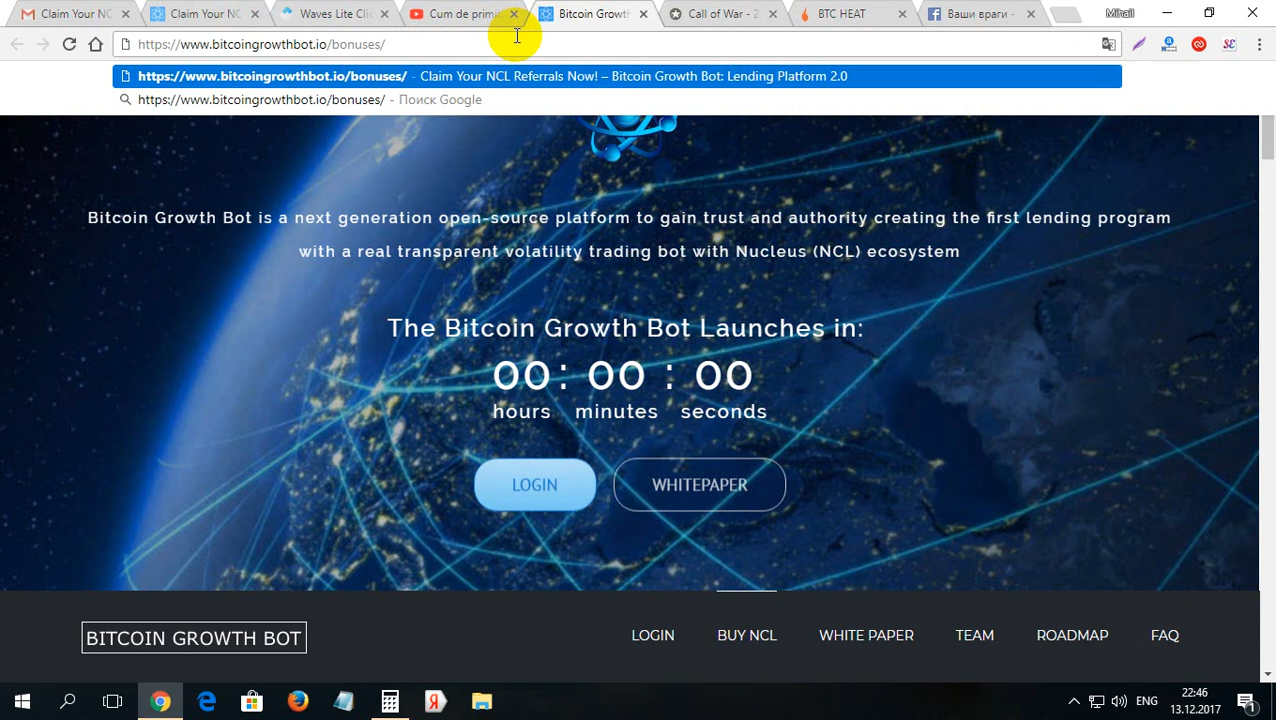 Claim Your NC
Claim Your NC
Waves Lite Cli
Cum de primit
Bitcoin Growth
Call of War - 2
BTC HEAT
Ваши враги -
Mihail
https://www.bitcoingrowthbot.io/bonuses/
https://www.bitcoingrowthbot.io/bonuses/ - Claim Your NCL Referrals Now! – Bitcoin Growth Bot: Lending Platform 2.0
https://www.bitcoingrowthbot.io/bonuses/ - Поиск Google
Bitcoin Growth Bot is a next generation open-source platform to gain trust and authority creating the first lending program
with a real transparent volatility trading bot with Nucleus (NCL) ecosystem
The Bitcoin Growth Bot Launches in:
00 : 00 : 00
hours minutes seconds
LOGIN WHITEPAPER
BITCOIN GROWTH BOT LOGIN BUY NCL WHITE PAPER TEAM ROADMAP FAQ
ENG
22:46
13.12.2017